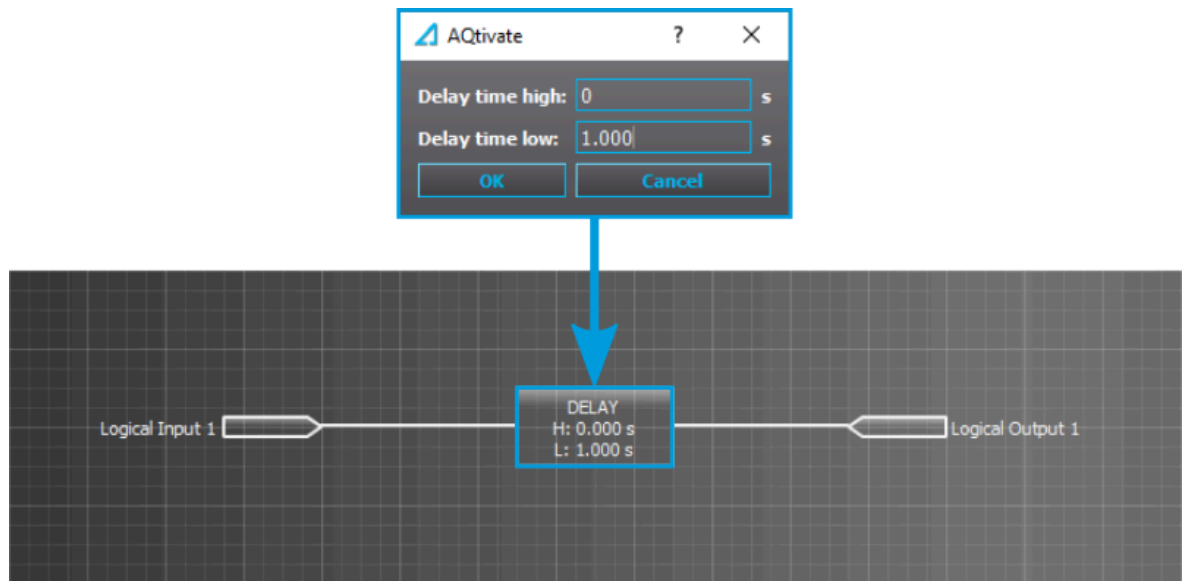 AQtivate ? ✕
Delay time high: 0 s
Delay time low: 1.000 s
OK Cancel
DELAY
Logical Input 1 H: 0.000 s Logical Output 1
L: 1.000 s